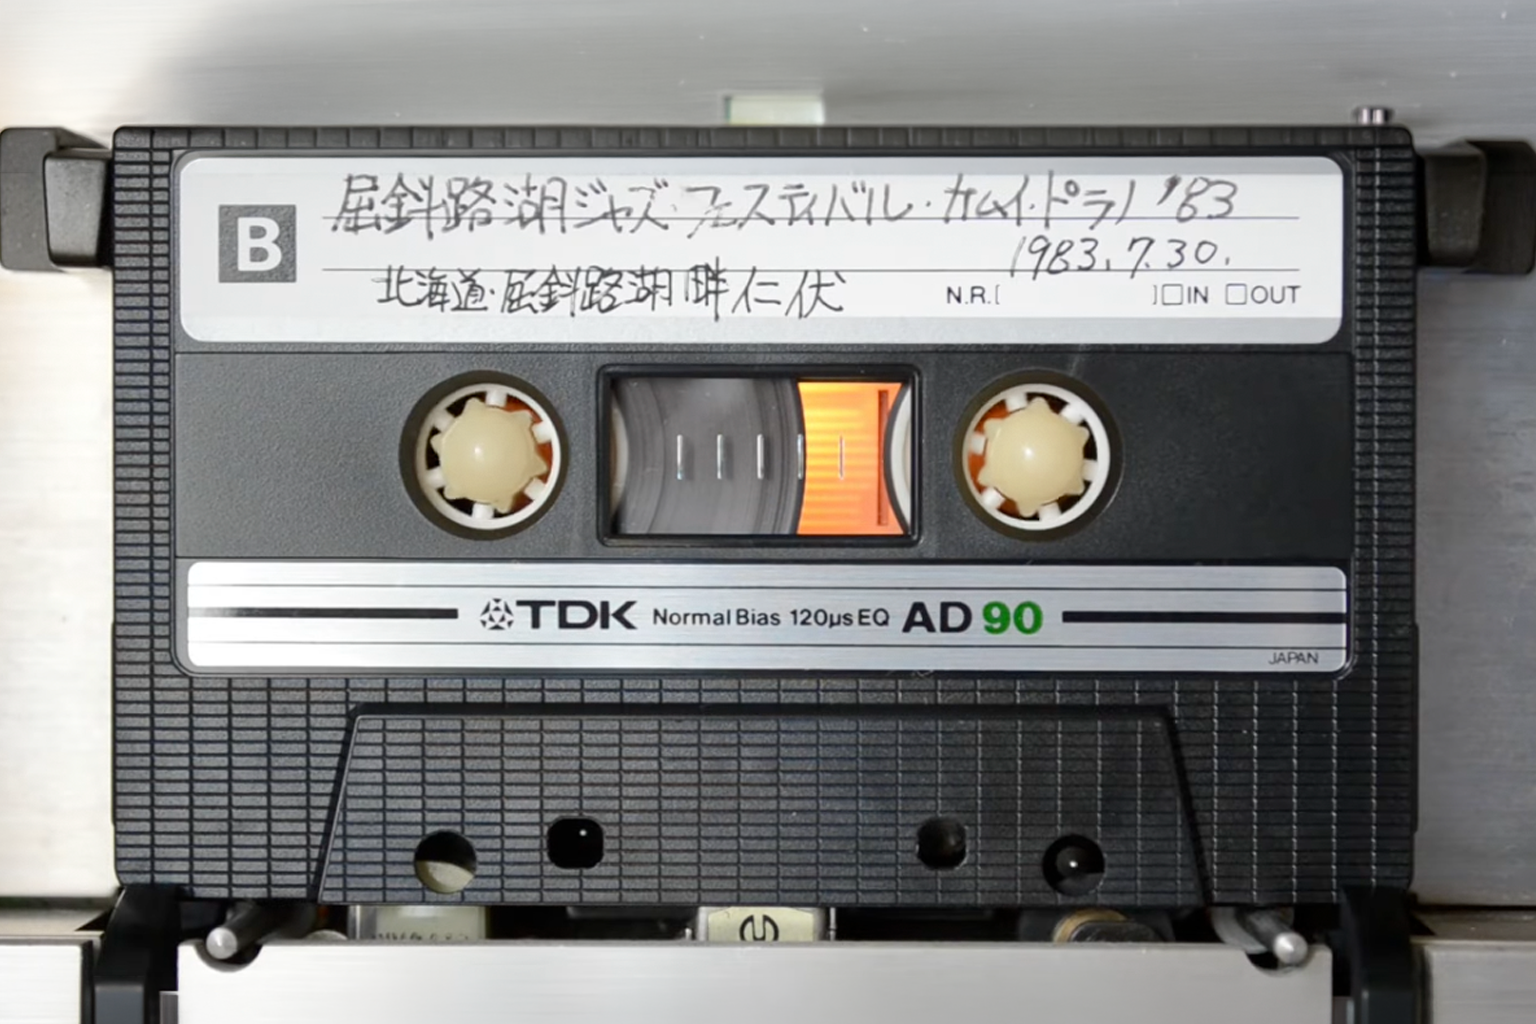 屈斜路湖ジャズ・フェスティバル・カムイ・ドラノ '83
B
1983.7.30.
北海道・屈斜路湖畔仁伏
N.R.[ ]□IN □OUT
TDK Normal Bias 120μs EQ AD 90
JAPAN